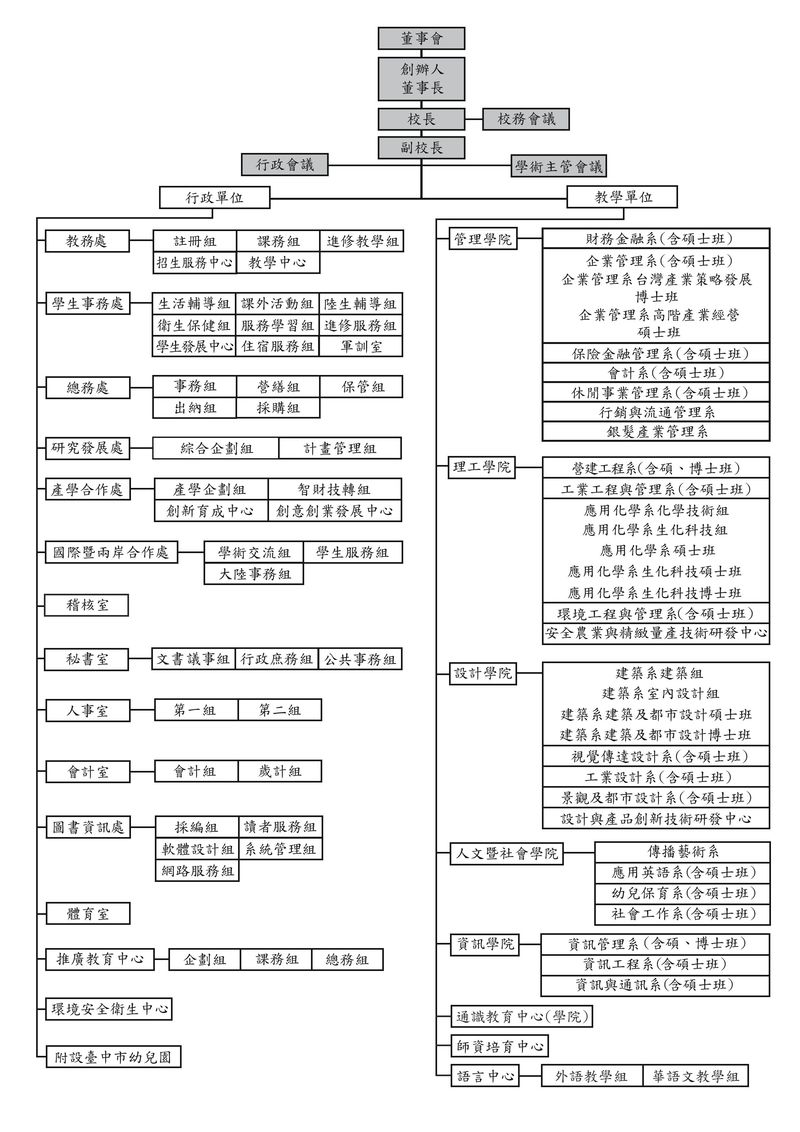 董事會
創辦人
董事長
校長
校務會議
副校長
行政會議
學術主管會議
行政單位
教務處
註冊組 課務組 進修教學組
招生服務中心 教學中心
學生事務處
生活輔導組 課外活動組 陸生輔導組
衛生保健組 服務學習組 進修服務組
學生發展中心 住宿服務組 軍訓室
總務處
事務組 營繕組 保管組
出納組 採購組
研究發展處
綜合企劃組 計畫管理組
產學合作處
產學企劃組 智財技轉組
創新育成中心 創意創業發展中心
國際暨兩岸合作處
學術交流組 學生服務組
大陸事務組
稽核室
秘書室
文書議事組 行政庶務組 公共事務組
人事室
第一組 第二組
會計室
會計組 歲計組
圖書資訊處
採編組 讀者服務組
軟體設計組 系統管理組
網路服務組
體育室
推廣教育中心
企劃組 課務組 總務組
環境安全衛生中心
附設臺中市幼兒園
教學單位
管理學院
財務金融系(含碩士班)
企業管理系(含碩士班)
企業管理系台灣產業策略發展
博士班
企業管理系高階產業經營
碩士班
保險金融管理系(含碩士班)
會計系(含碩士班)
休閒事業管理系(含碩士班)
行銷與流通管理系
銀髮產業管理系
理工學院
營建工程系(含碩、博士班)
工業工程與管理系(含碩士班)
應用化學系化學技術組
應用化學系生化科技組
應用化學系碩士班
應用化學系生化科技碩士班
應用化學系生化科技博士班
環境工程與管理系(含碩士班)
安全農業與精緻量產技術研發中心
設計學院
建築系建築組
建築系室內設計組
建築系建築及都市設計碩士班
建築系建築及都市設計博士班
視覺傳達設計系(含碩士班)
工業設計系(含碩士班)
景觀及都市設計系(含碩士班)
設計與產品創新技術研發中心
人文暨社會學院
傳播藝術系
應用英語系(含碩士班)
幼兒保育系(含碩士班)
社會工作系(含碩士班)
資訊學院
資訊管理系(含碩、博士班)
資訊工程系(含碩士班)
資訊與通訊系(含碩士班)
通識教育中心(學院)
師資培育中心
語言中心
外語教學組 華語文教學組